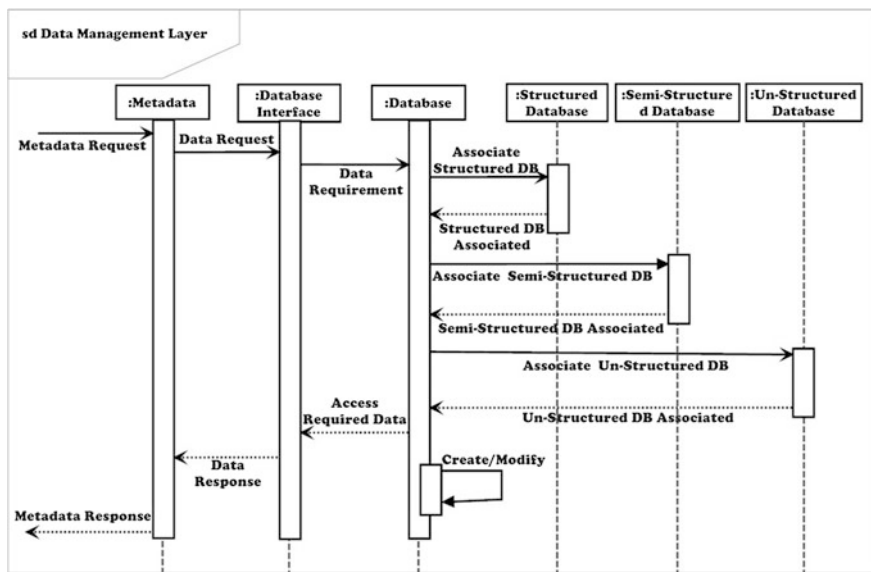 sd Data Management Layer
:Metadata
:Database
Interface
:Database
:Structured
Database
:Semi-Structure
d Database
:Un-Structured
Database
Metadata Request
Data Request
Data
Requirement
Associate
Structured DB
Structured DB
Associated
Associate Semi-Structured DB
Semi-Structured DB Associated
Associate Un-Structured DB
Un-Structured DB Associated
Access
Required Data
Data
Response
Create/Modify
Metadata Response